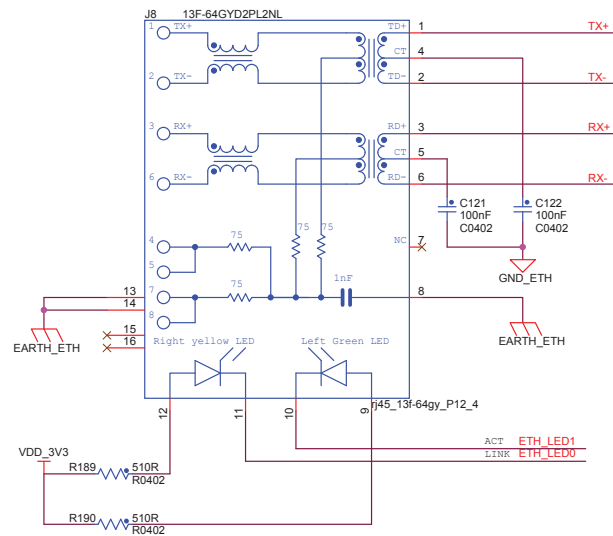 J8 13F-64GYD2PL2NL
1 TX+ TD+ 1 TX+
CT 4
2 TX- TD- 2 TX-
3 RX+ RD+ 3 RX+
CT 5
6 RX- RD- 6 RX-
C121 C122
100nF 100nF
C0402 C0402
75 75
4 75 NC 7
5
GND_ETH
1nF
13 7 75 8
14
8
15
EARTH_ETH EARTH_ETH
16
Right yellow LED Left Green LED
12 11 10 9 rj45_13f-64gy_P12_4
ACT ETH_LED1
VDD_3V3 LINK ETH_LED0
R189 510R
R0402
R190 510R
R0402